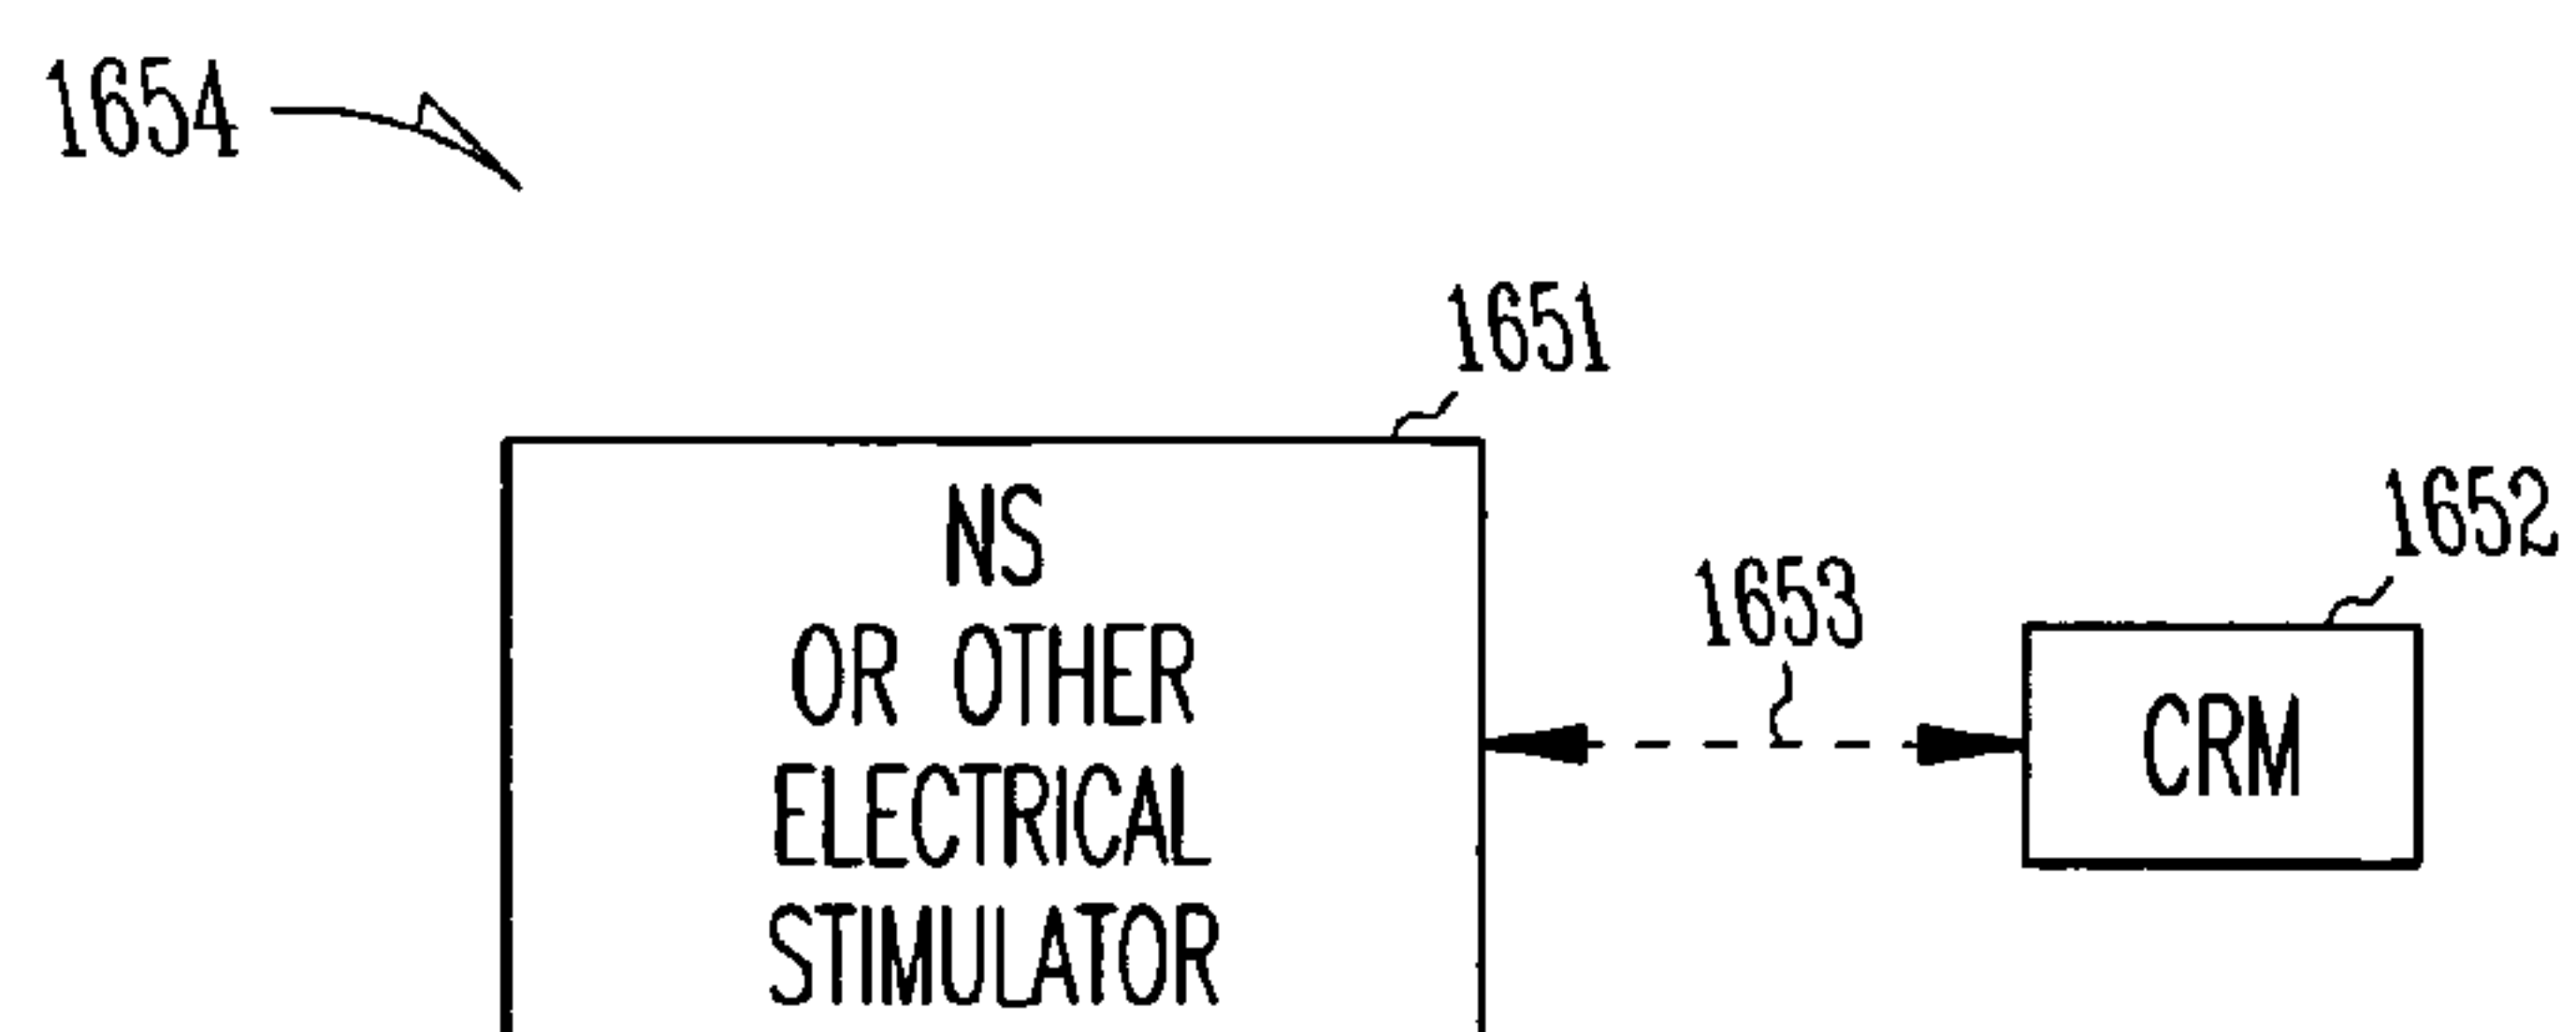 1654
1651
NS
OR OTHER
ELECTRICAL
STIMULATOR
1653
1652
CRM